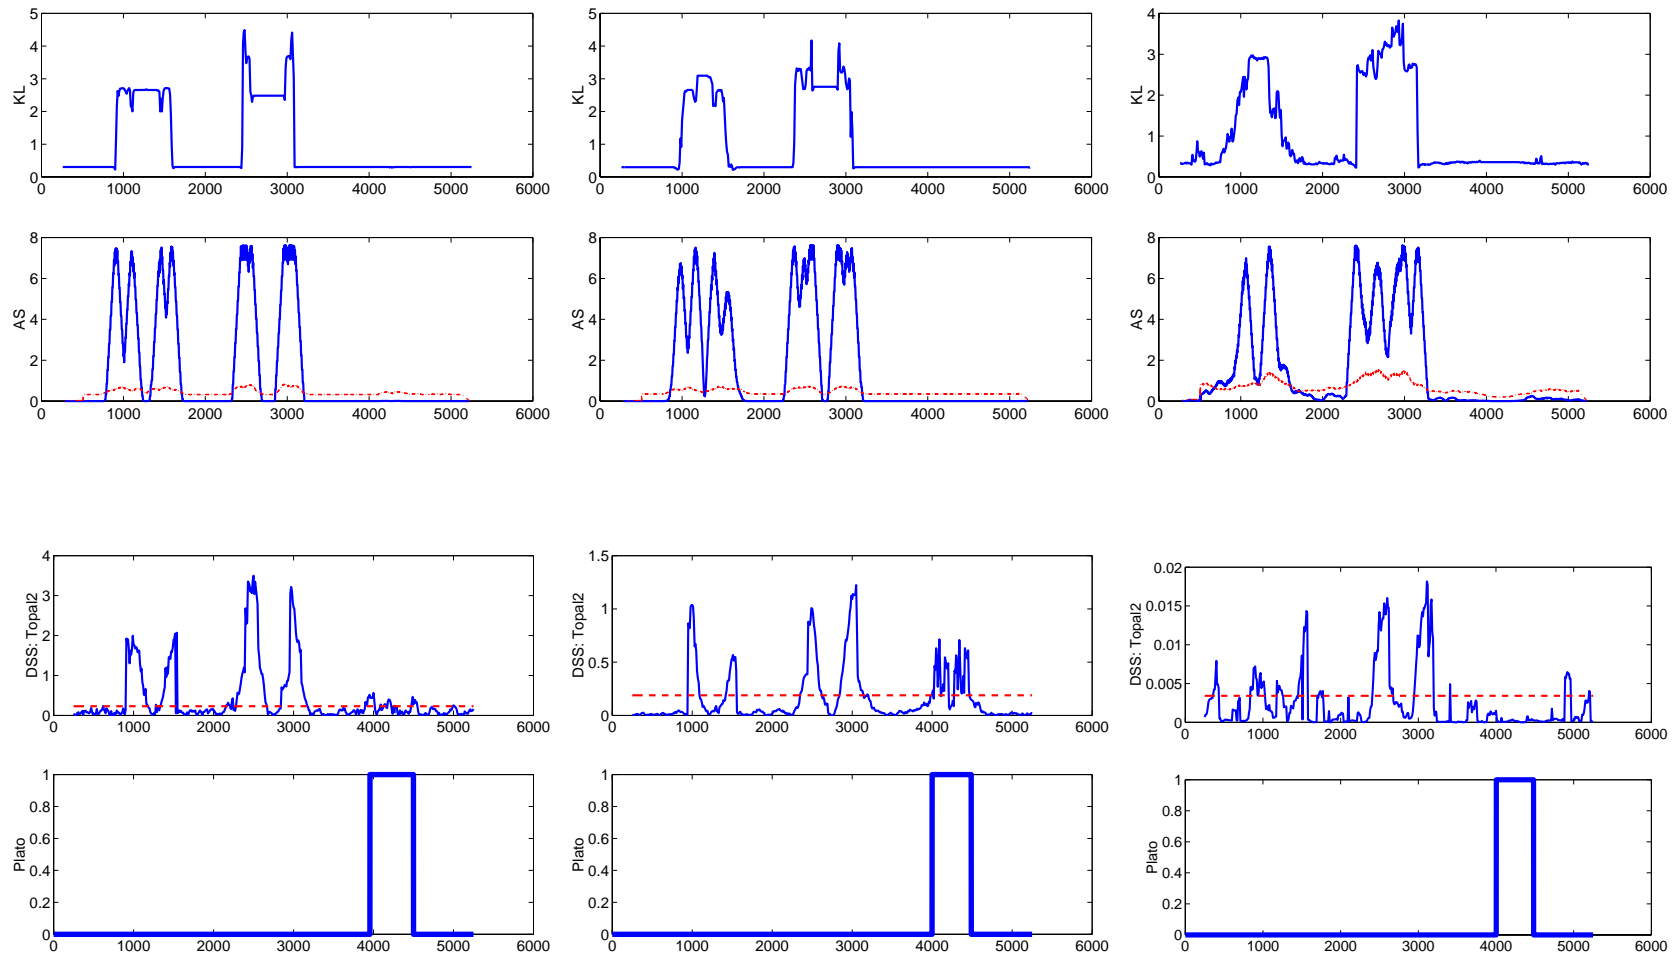 5 4 3 2 1 0
KL
0 1000 2000 3000 4000 5000 6000
5 4 3 2 1 0
KL
0 1000 2000 3000 4000 5000 6000
4 3 2 1 0
KL
0 1000 2000 3000 4000 5000 6000
8 6 4 2 0
AS
0 1000 2000 3000 4000 5000 6000
8 6 4 2 0
AS
0 1000 2000 3000 4000 5000 6000
8 6 4 2 0
AS
0 1000 2000 3000 4000 5000 6000
4 3 2 1 0
DSS: Topal2
0 1000 2000 3000 4000 5000 6000
1.5 1 0.5 0
DSS: Topal2
0 1000 2000 3000 4000 5000 6000
0.02 0.015 0.01 0.005 0
DSS: Topal2
0 1000 2000 3000 4000 5000 6000
1 0.8 0.6 0.4 0.2 0
Plato
0 1000 2000 3000 4000 5000 6000
1 0.8 0.6 0.4 0.2 0
Plato
0 1000 2000 3000 4000 5000 6000
1 0.8 0.6 0.4 0.2 0
Plato
0 1000 2000 3000 4000 5000 6000